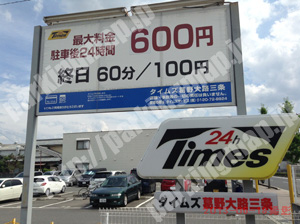 Times
最大料金
駐車後24時間
600円
終日 60分/100円
タイムズ葛野大路三条
24h
Times
タイムズ 葛野大路三条